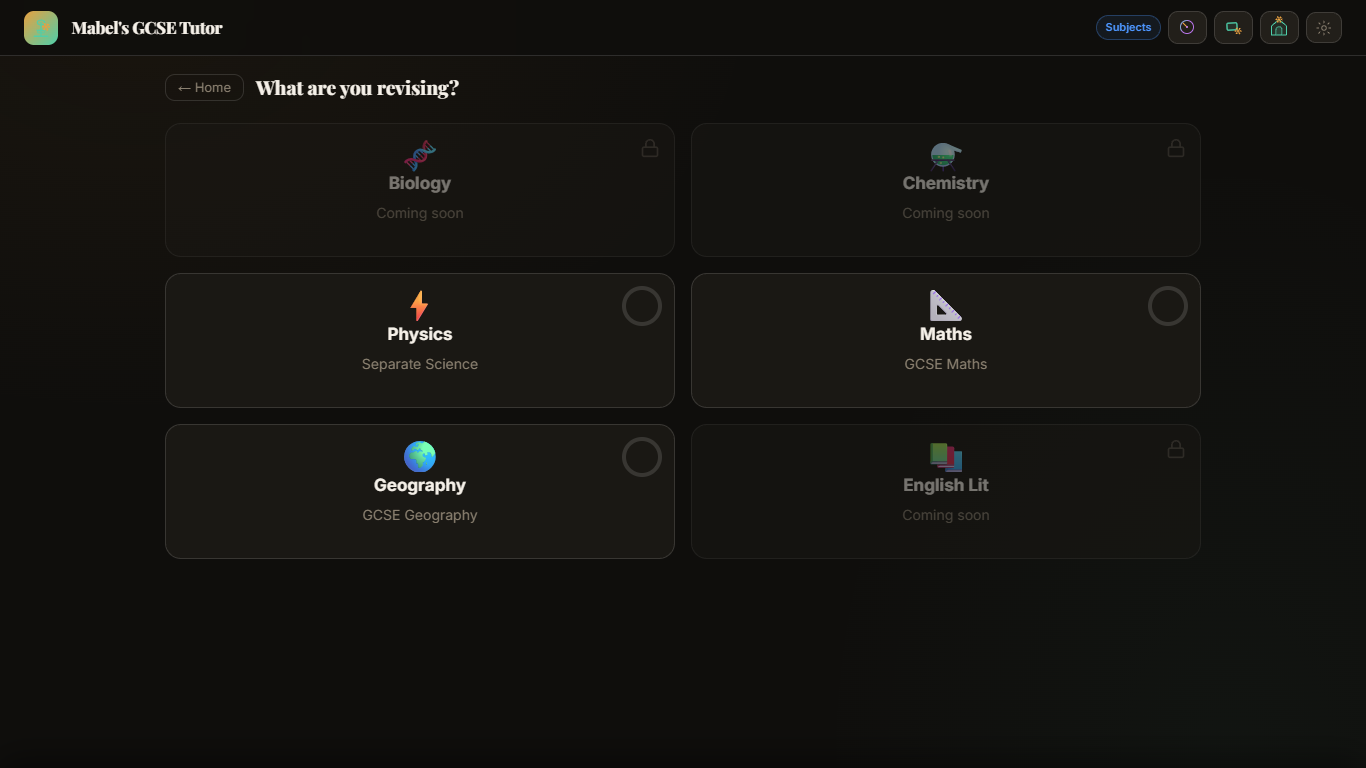 Mabel's GCSE Tutor
Subjects
← Home
What are you revising?
Biology
Coming soon
Chemistry
Coming soon
Physics
Separate Science
Maths
GCSE Maths
Geography
GCSE Geography
English Lit
Coming soon